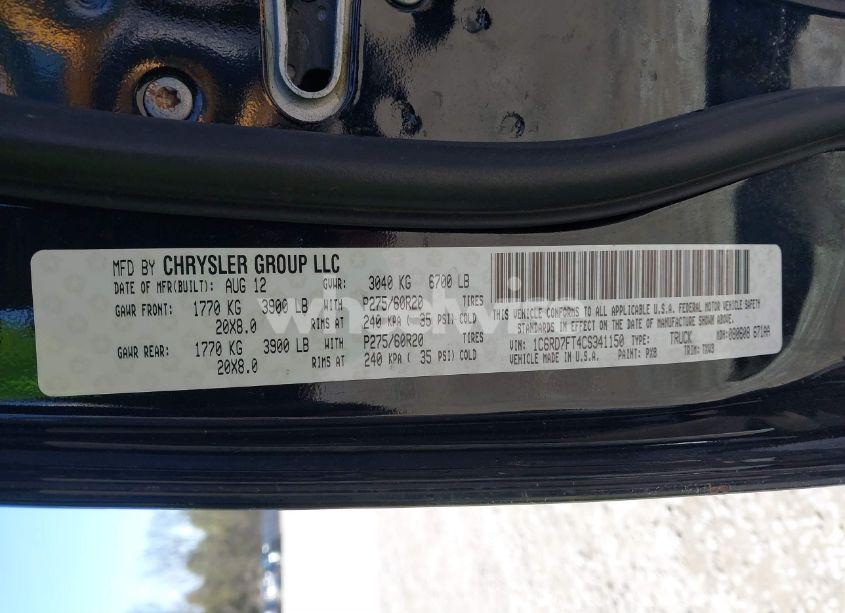 MFD BY CHRYSLER GROUP LLC
DATE OF MFR(BUILT): AUG 12 GVWR: 3040 KG 6700 LB
GAWR FRONT: 1770 KG 3900 LB WITH P275/60R20 TIRES
20X8.0 RIMS AT 240 KPA ( 35 PSI) COLD
GAWR REAR: 1770 KG 3900 LB WITH P275/60R20 TIRES
20X8.0 RIMS AT 240 KPA ( 35 PSI) COLD
THIS VEHICLE CONFORMS TO ALL APPLICABLE U.S.A. FEDERAL MOTOR VEHICLE SAFETY
STANDARDS IN EFFECT ON THE DATE OF MANUFACTURE SHOWN ABOVE.
VIN: 1C6RD7FT4CS341150 TYPE: TRUCK 080608 671AA
VEHICLE MADE IN U.S.A. PAINT: PXB TRIM: